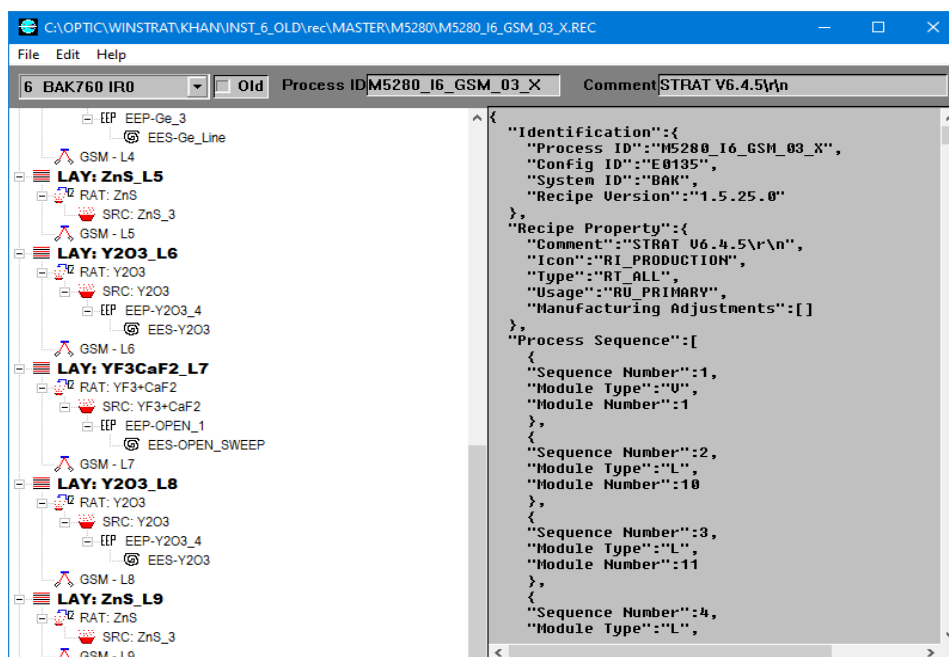 C:\OPTIC\WINSTRAT\KHAN\INST_6_OLD\rec\MASTER\M5280\M5280_I6_GSM_03_X.REC
File Edit Help
6 BAK760 IR0 Old Process ID M5280_I6_GSM_03_X Comment STRAT V6.4.5\r\n
EEP-Ge_3
EES-Ge_Line
GSM - L4
LAY: ZnS_L5
RAT: ZnS
SRC: ZnS_3
GSM - L5
LAY: Y2O3_L6
RAT: Y2O3
SRC: Y2O3
EEP-Y2O3_4
EES-Y2O3
GSM - L6
LAY: YF3CaF2_L7
RAT: YF3+CaF2
SRC: YF3+CaF2
EEP-OPEN_1
EES-OPEN_SWEEP
GSM - L7
LAY: Y2O3_L8
RAT: Y2O3
SRC: Y2O3
EEP-Y2O3_4
EES-Y2O3
GSM - L8
LAY: ZnS_L9
RAT: ZnS
SRC: ZnS_3
GSM - L9
{
"Identification":{
"Process ID":"M5280_I6_GSM_03_X",
"Config ID":"E0135",
"System ID":"BAK",
"Recipe Version":"1.5.25.0"
},
"Recipe Property":{
"Comment":"STRAT V6.4.5\r\n",
"Icon":"RI_PRODUCTION",
"Type":"RT_ALL",
"Usage":"RU_PRIMARY",
"Manufacturing Adjustments":[]
},
"Process Sequence":[
{
"Sequence Number":1,
"Module Type":"V",
"Module Number":1
},
{
"Sequence Number":2,
"Module Type":"L",
"Module Number":10
},
{
"Sequence Number":3,
"Module Type":"L",
"Module Number":11
},
{
"Sequence Number":4,
"Module Type":"L",